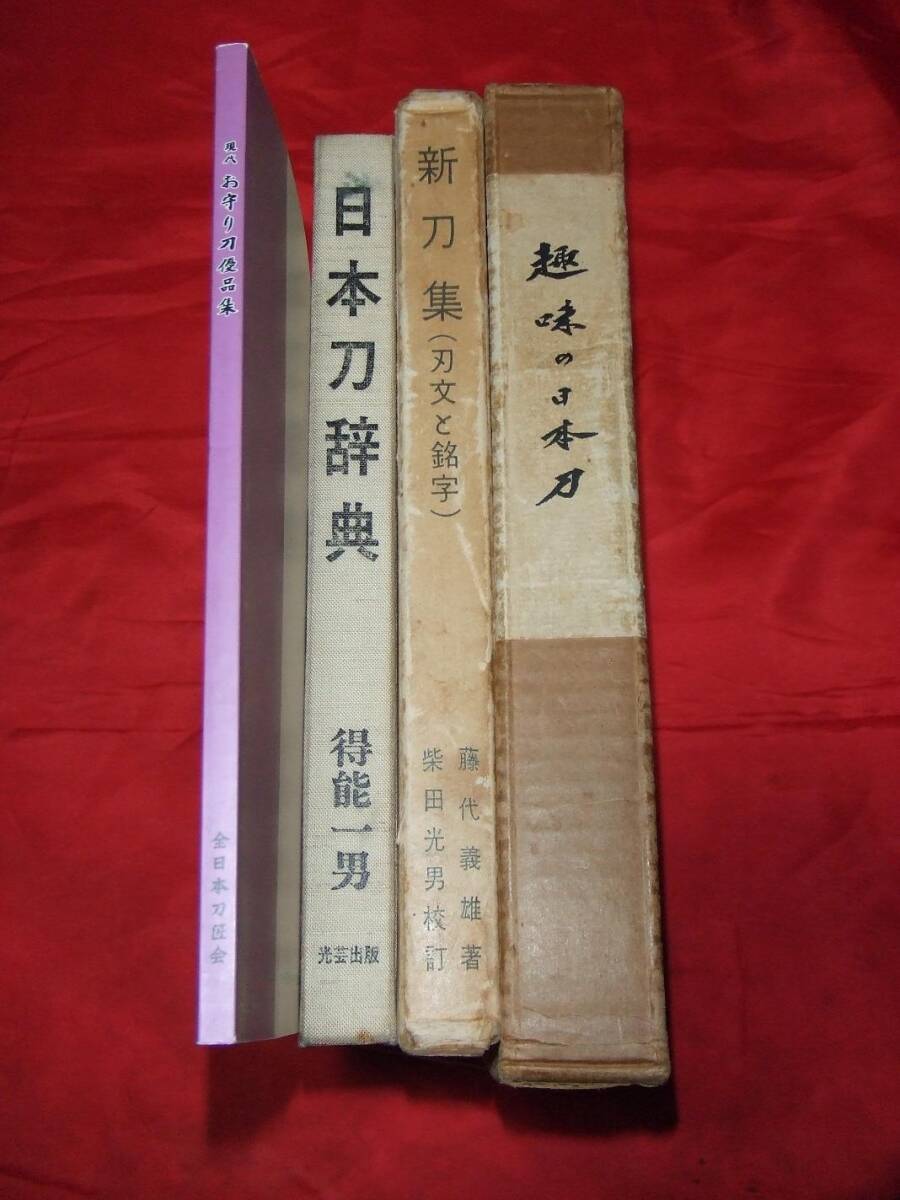 現代 お守り刀優品集
全日本刀匠会
日本刀辞典
得能一男
光芸出版
新刀集(刃文と銘字)
藤代義雄著
柴田光男校訂
趣味の日本刀